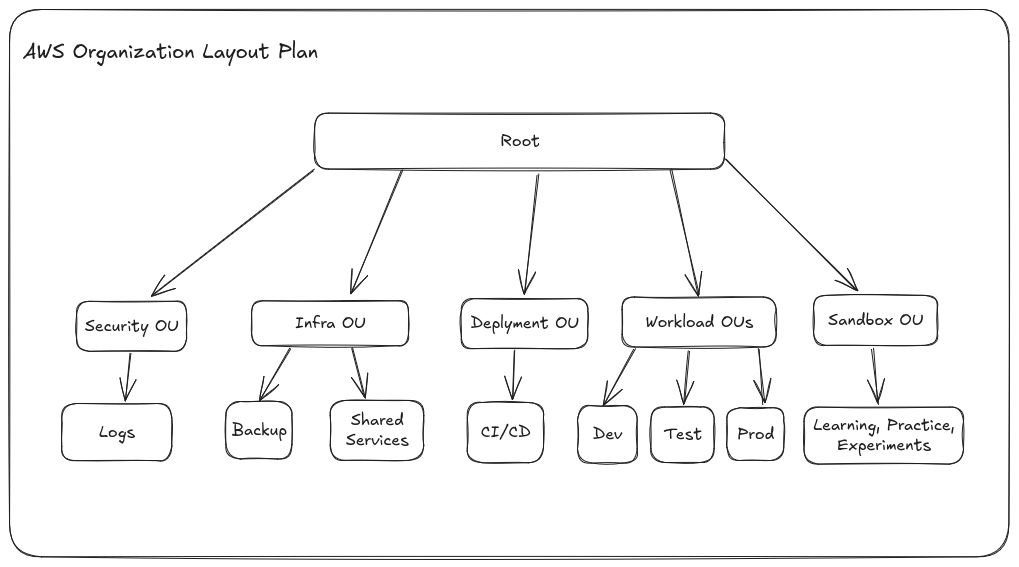 AWS Organization Layout Plan
Root
Security OU
Infra OU
Deplyment OU
Workload OUs
Sandbox OU
Logs
Backup
Shared
Services
CI/CD
Dev
Test
Prod
Learning, Practice,
Experiments